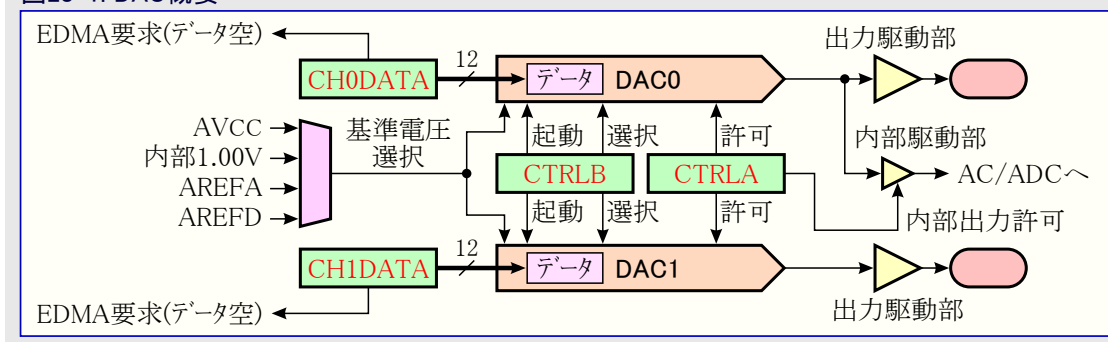 EDMA要求(データ空)
CH0DATA
12
データ DAC0
出力駆動部
AVCC
内部1.00V
AREFA
AREFD
基準電圧
選択
起動 選択 許可
CTRLB
CTRLA
起動 選択 許可
内部駆動部
AC/ADCへ
内部出力許可
CH1DATA
12
データ DAC1
出力駆動部
EDMA要求(データ空)